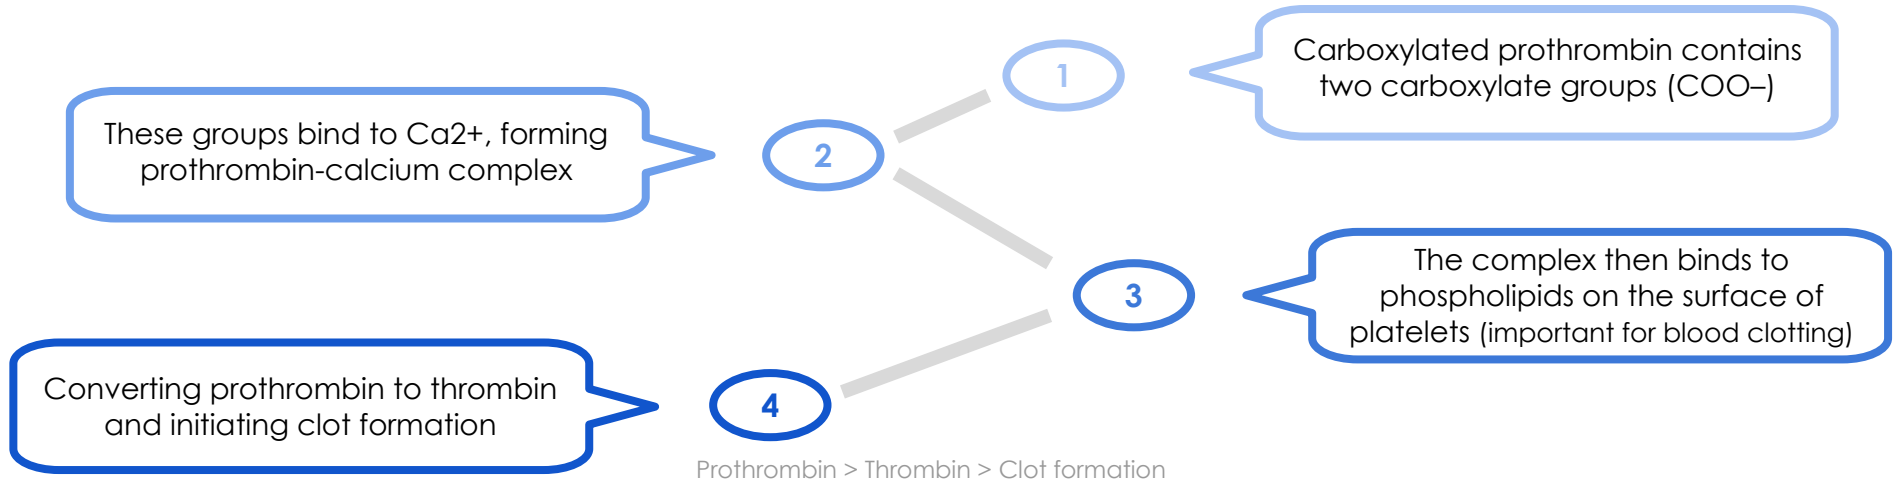 1
Carboxylated prothrombin contains
two carboxylate groups (COO–)
2
These groups bind to Ca2+, forming
prothrombin-calcium complex
3
The complex then binds to
phospholipids on the surface of
platelets (important for blood clotting)
4
Converting prothrombin to thrombin
and initiating clot formation
Prothrombin > Thrombin > Clot formation